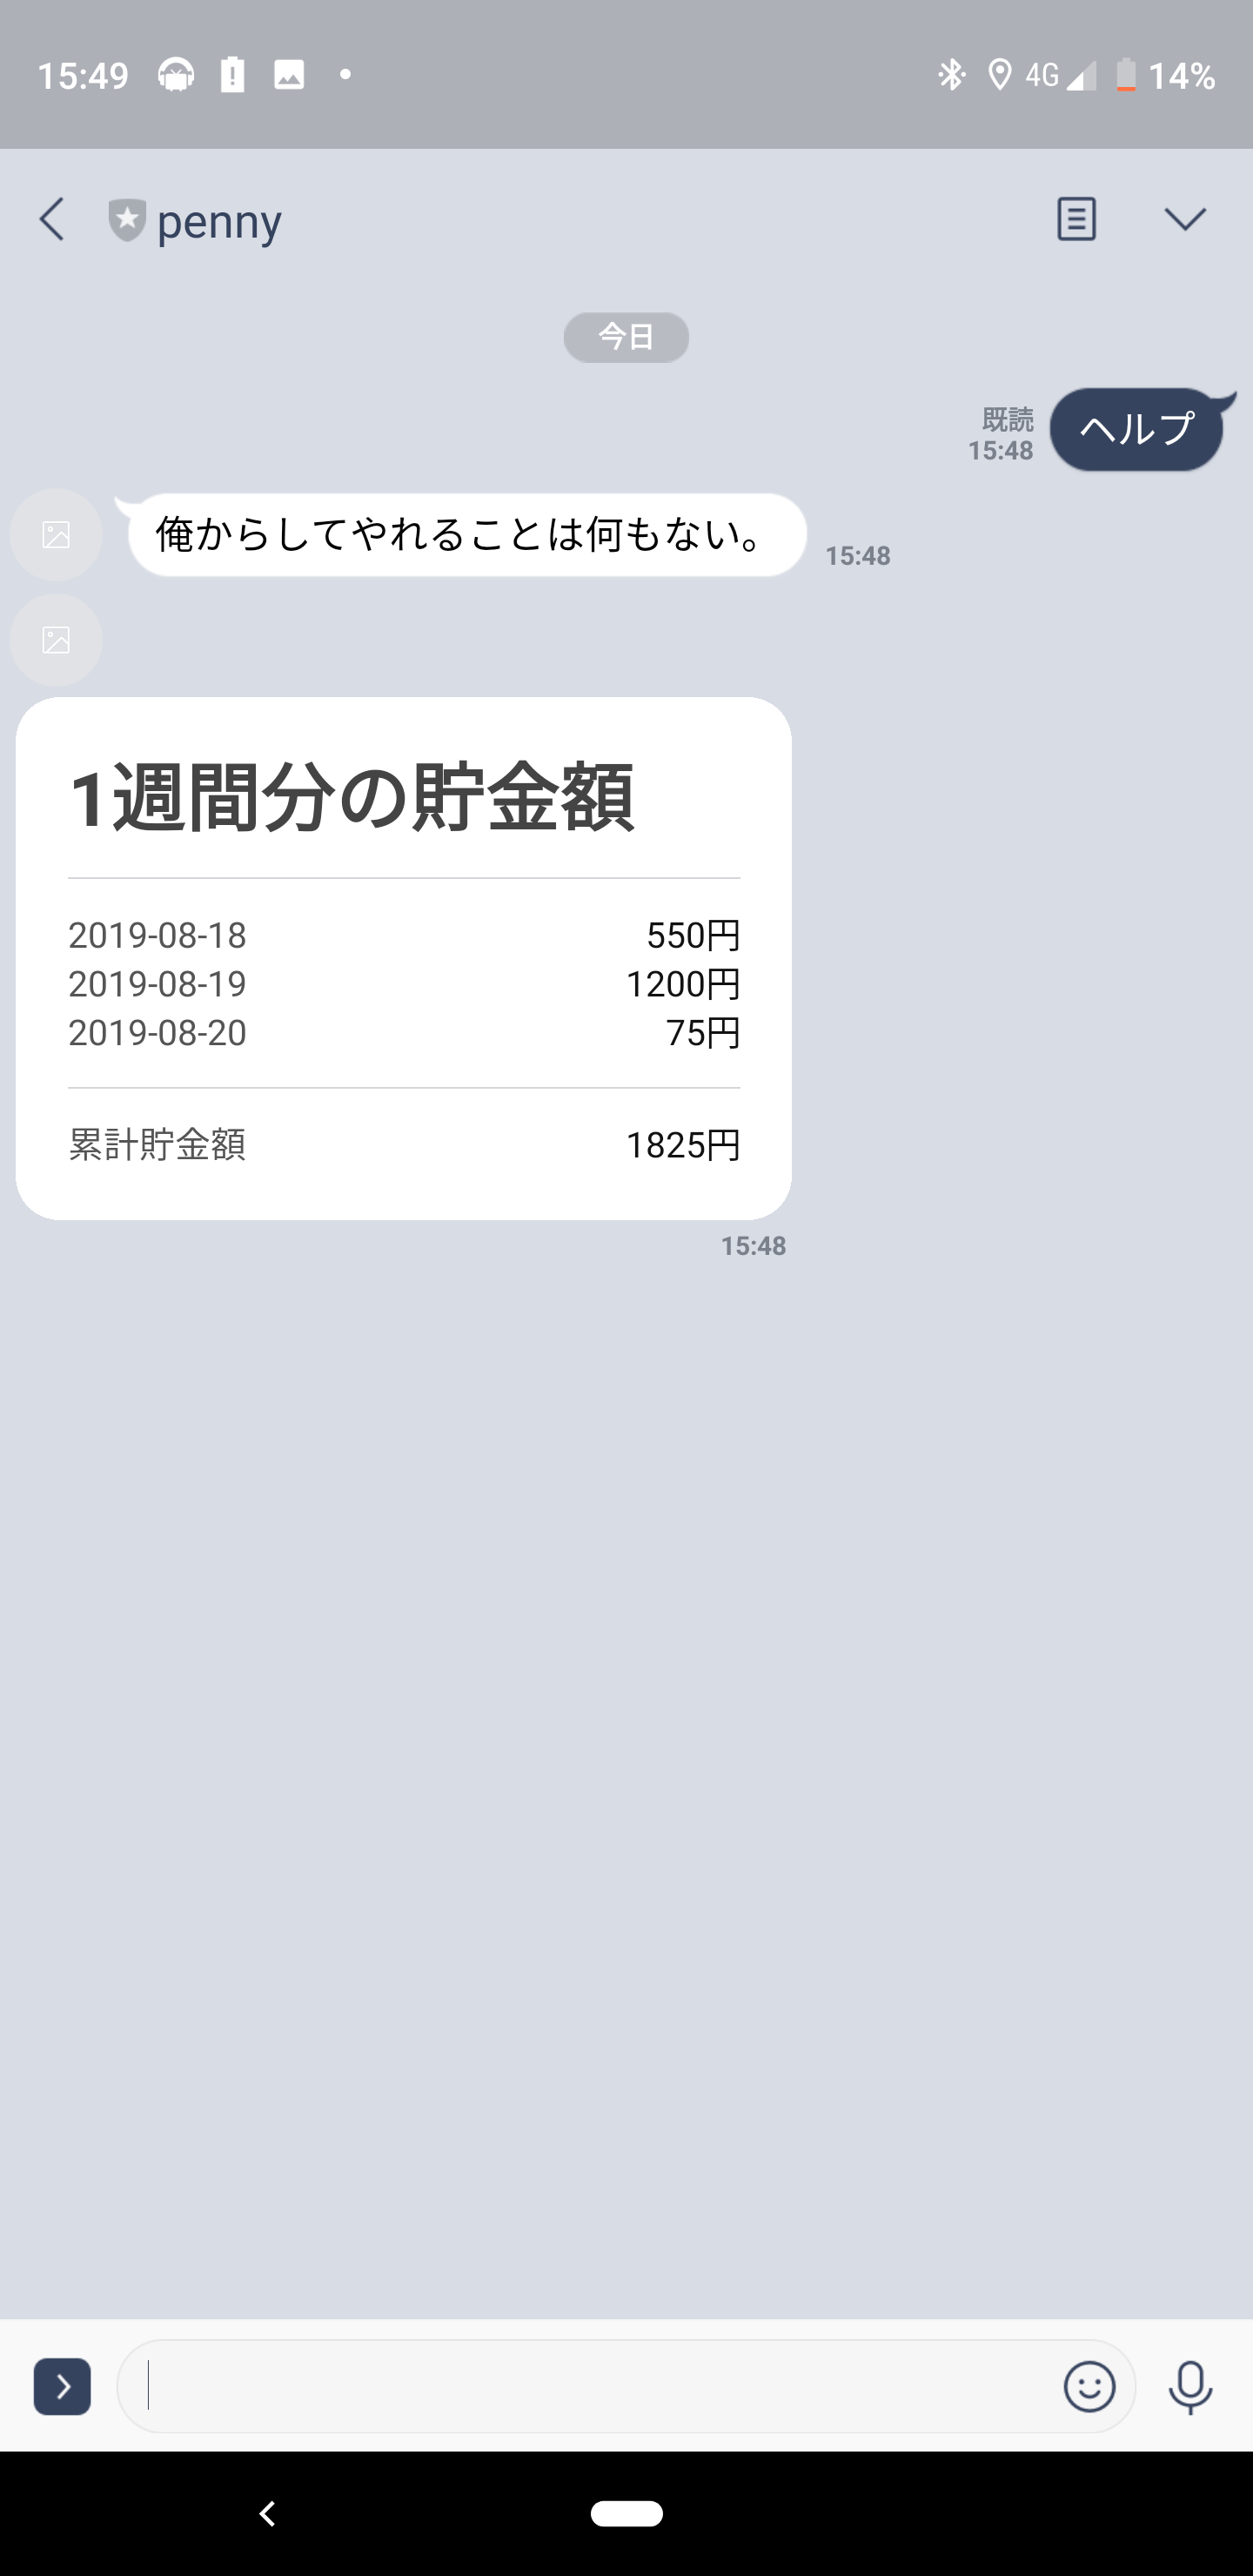 15:49 4G 14%
penny
今日
既読
15:48
ヘルプ
俺からしてやれることは何もない。
15:48
1週間分の貯金額
2019-08-18 550円
2019-08-19 1200円
2019-08-20 75円
累計貯金額 1825円
15:48